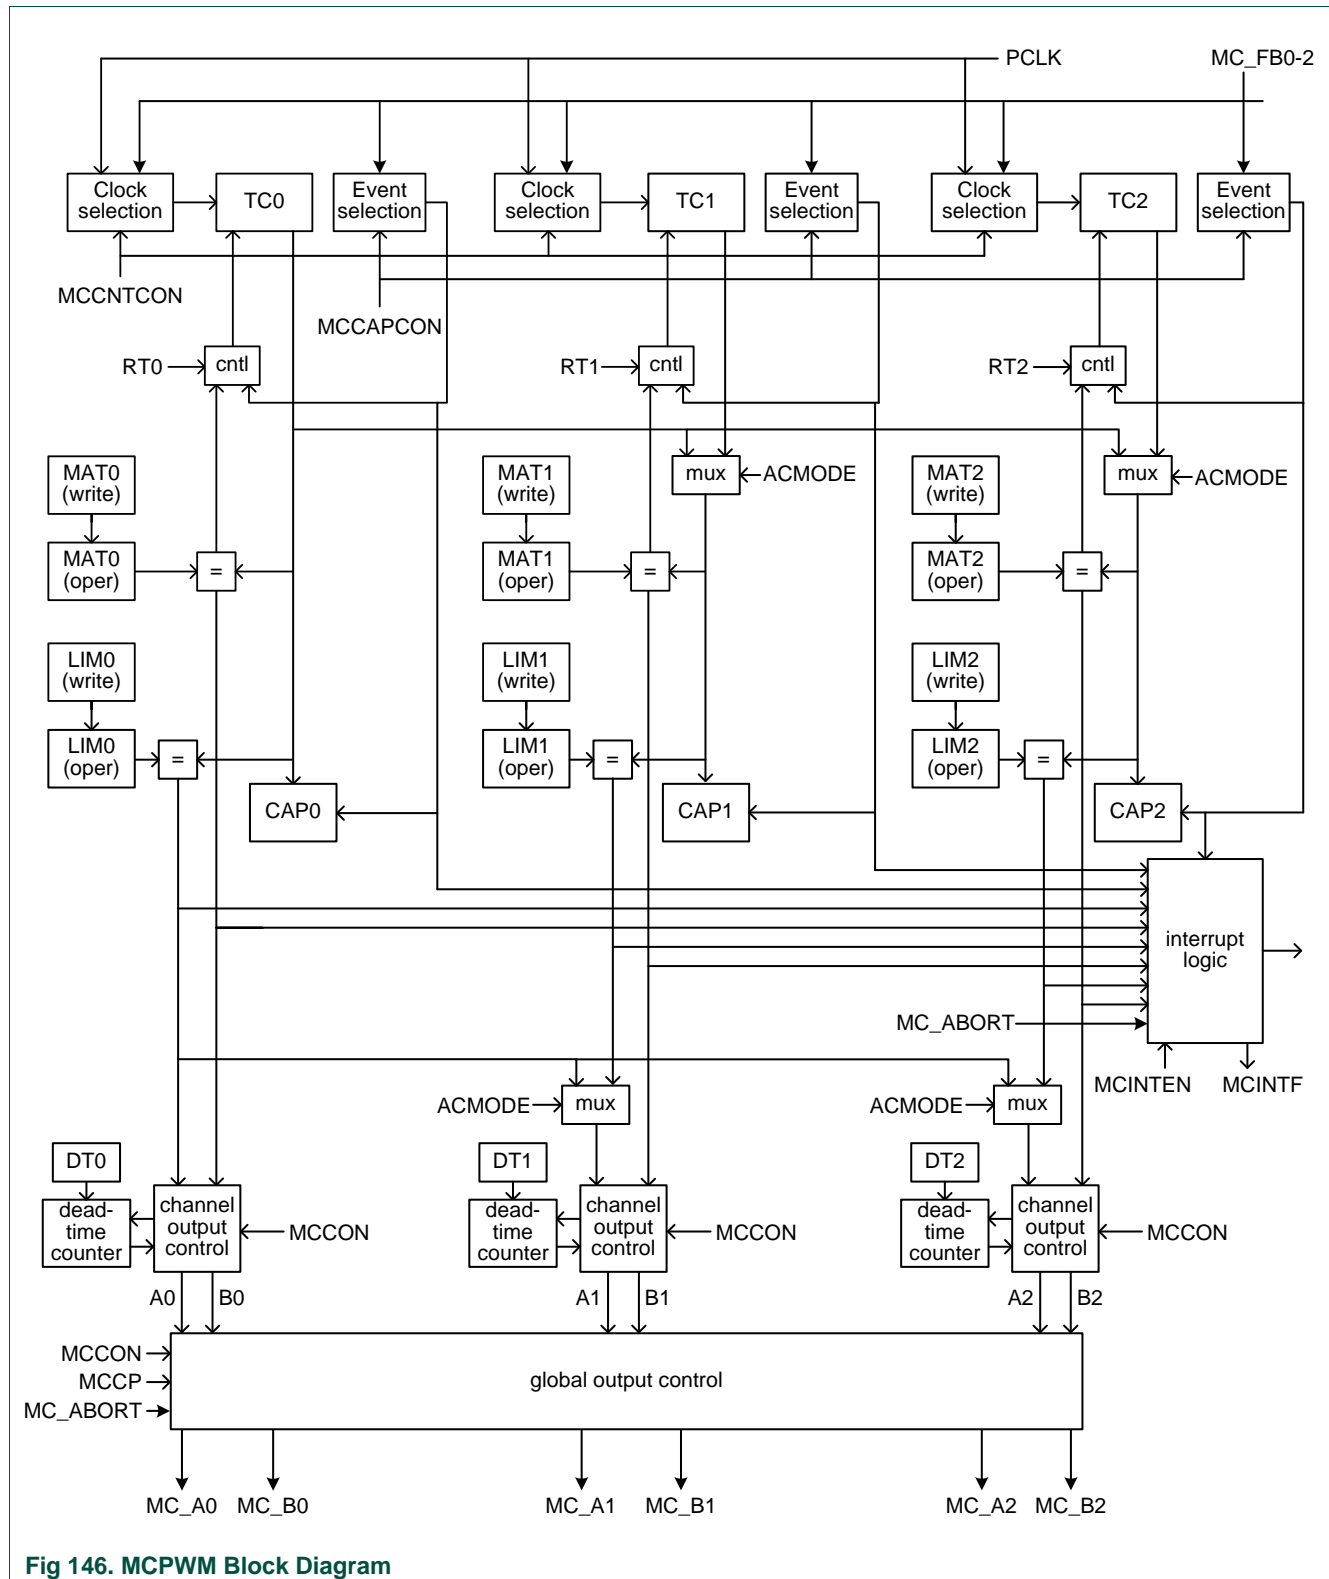 PCLK
MC_FB0-2
Clock
selection
TC0
Event
selection
Clock
selection
TC1
Event
selection
Clock
selection
TC2
Event
selection
MCCNTCON
MCCAPCON
RT0
cntl
RT1
cntl
RT2
cntl
MAT0
(write)
MAT1
(write)
mux
ACMODE
MAT2
(write)
mux
ACMODE
MAT0
(oper)
=
MAT1
(oper)
=
MAT2
(oper)
=
LIM0
(write)
LIM1
(write)
LIM2
(write)
LIM0
(oper)
=
LIM1
(oper)
=
LIM2
(oper)
=
CAP0
CAP1
CAP2
interrupt
logic
MC_ABORT
MCINTEN
MCINTF
ACMODE
mux
ACMODE
mux
DT0
DT1
DT2
dead-
time
counter
channel
output
control
MCCON
dead-
time
counter
channel
output
control
MCCON
dead-
time
counter
channel
output
control
MCCON
A0
B0
A1
B1
A2
B2
MCCON
MCCP
MC_ABORT
global output control
MC_A0
MC_B0
MC_A1
MC_B1
MC_A2
MC_B2
Fig 146. MCPWM Block Diagram